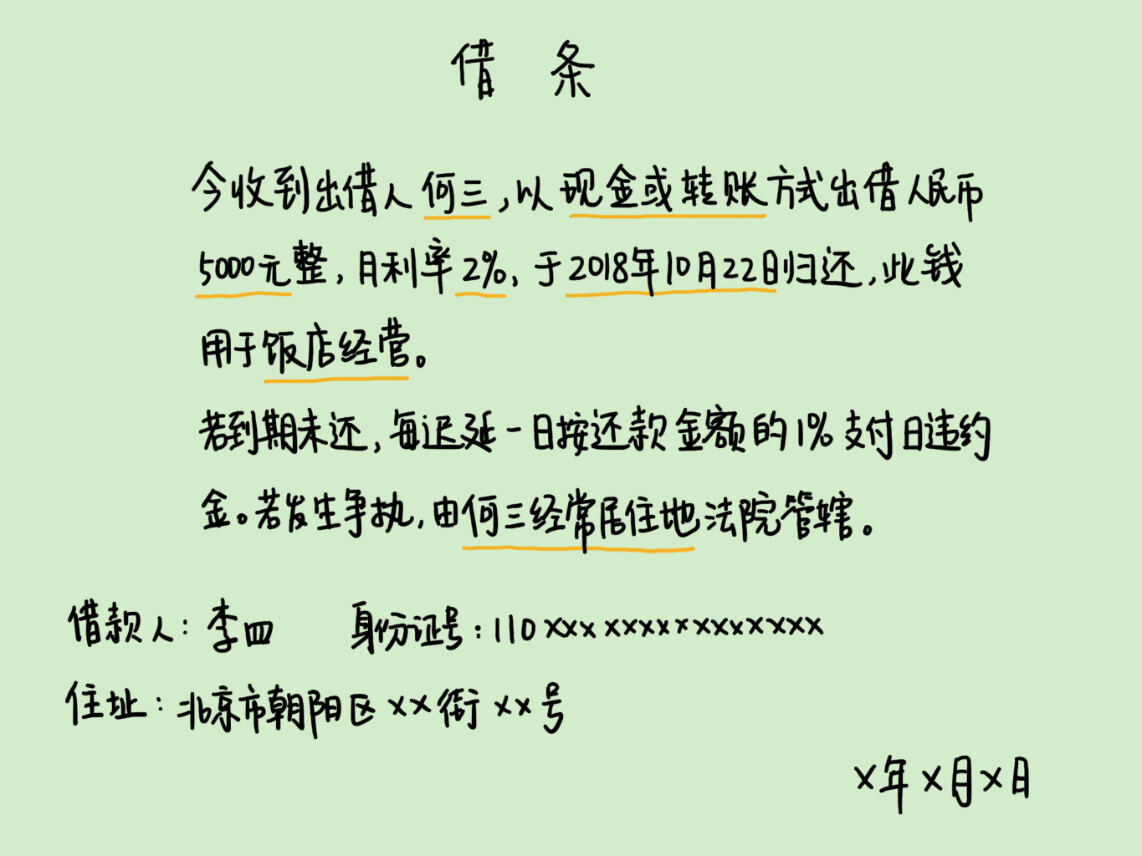 借 条
今收到出借人何三，以现金或转账方式出借人民币
5000元整，月利率2%，于2018年10月22日归还，此钱
用于饭店经营。
若到期未还，每迟延一日按还款金额的1%支付日违约
金。若发生争执，由何三经常居住地法院管辖。
借款人：李四 身份证号：110xxxxxxxxxxxxxxx
住址：北京市朝阳区xx街xx号
x年x月x日